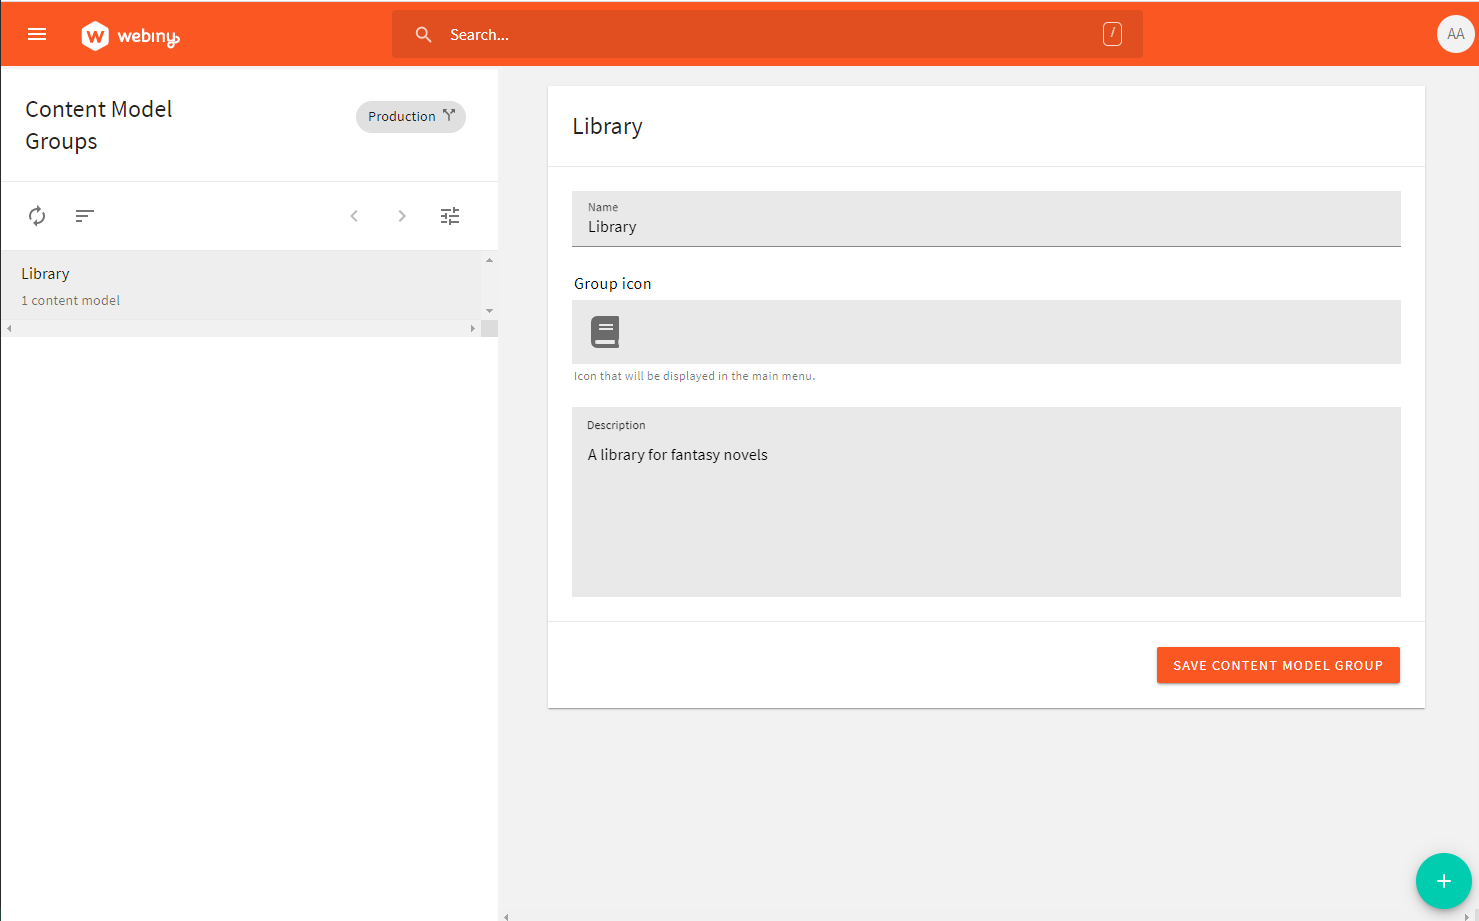 webiny
Search...
/
AA
Content Model
Groups
Production
Library
1 content model
Library
Name
Library
Group icon
Icon that will be displayed in the main menu.
Description
A library for fantasy novels
SAVE CONTENT MODEL GROUP